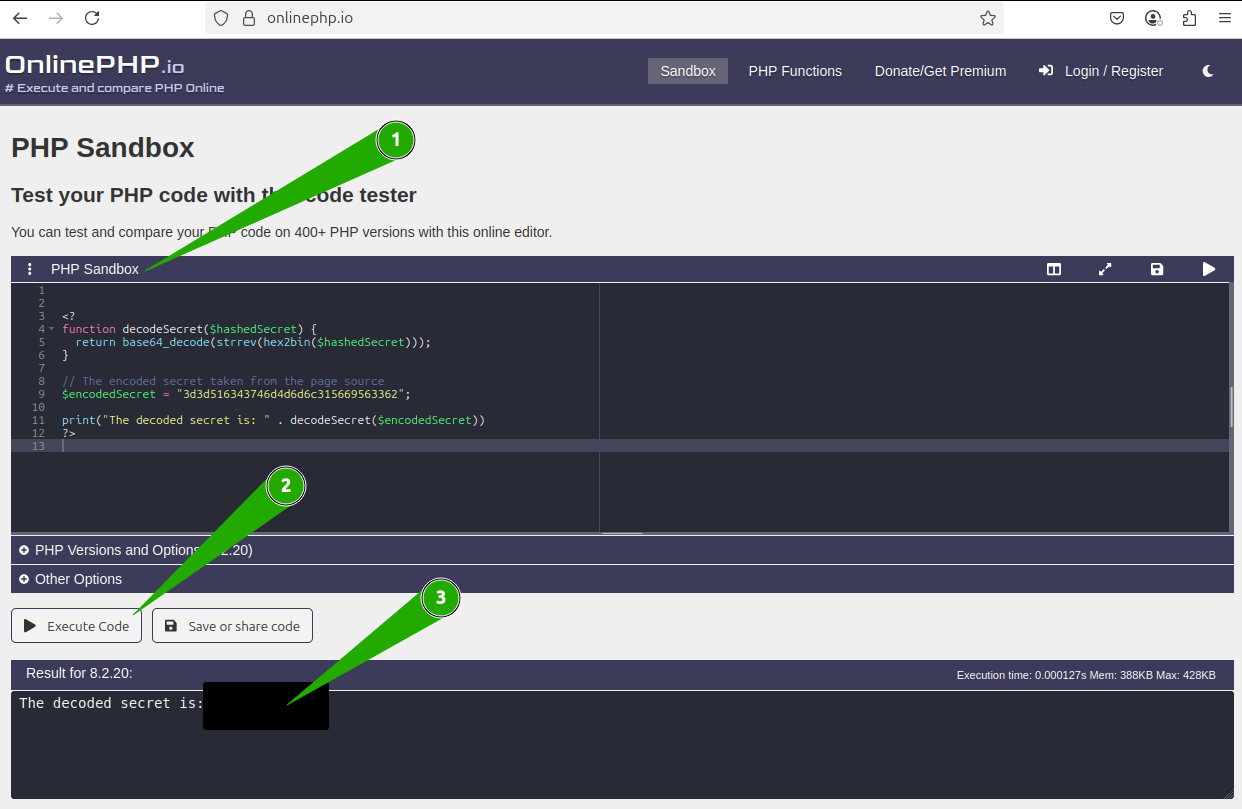 onlinephp.io
OnlinePHP.io
# Execute and compare PHP Online
Sandbox
PHP Functions
Donate/Get Premium
Login / Register
PHP Sandbox
1
Test your PHP code with th code tester
You can test and compare your PHP code on 400+ PHP versions with this online editor.
PHP Sandbox
1
2
3 <?
4 function decodeSecret($hashedSecret) {
5 return base64_decode(strrev(hex2bin($hashedSecret)));
6 }
7
8 // The encoded secret taken from the page source
9 $encodedSecret = "3d3d516343746d4d6d6c315669563362";
10
11 print("The decoded secret is: " . decodeSecret($encodedSecret))
12 ?>
13
2
PHP Versions and Options 2.20)
Other Options
3
Execute Code
Save or share code
Result for 8.2.20:
Execution time: 0.000127s Mem: 388KB Max: 428KB
The decoded secret is: